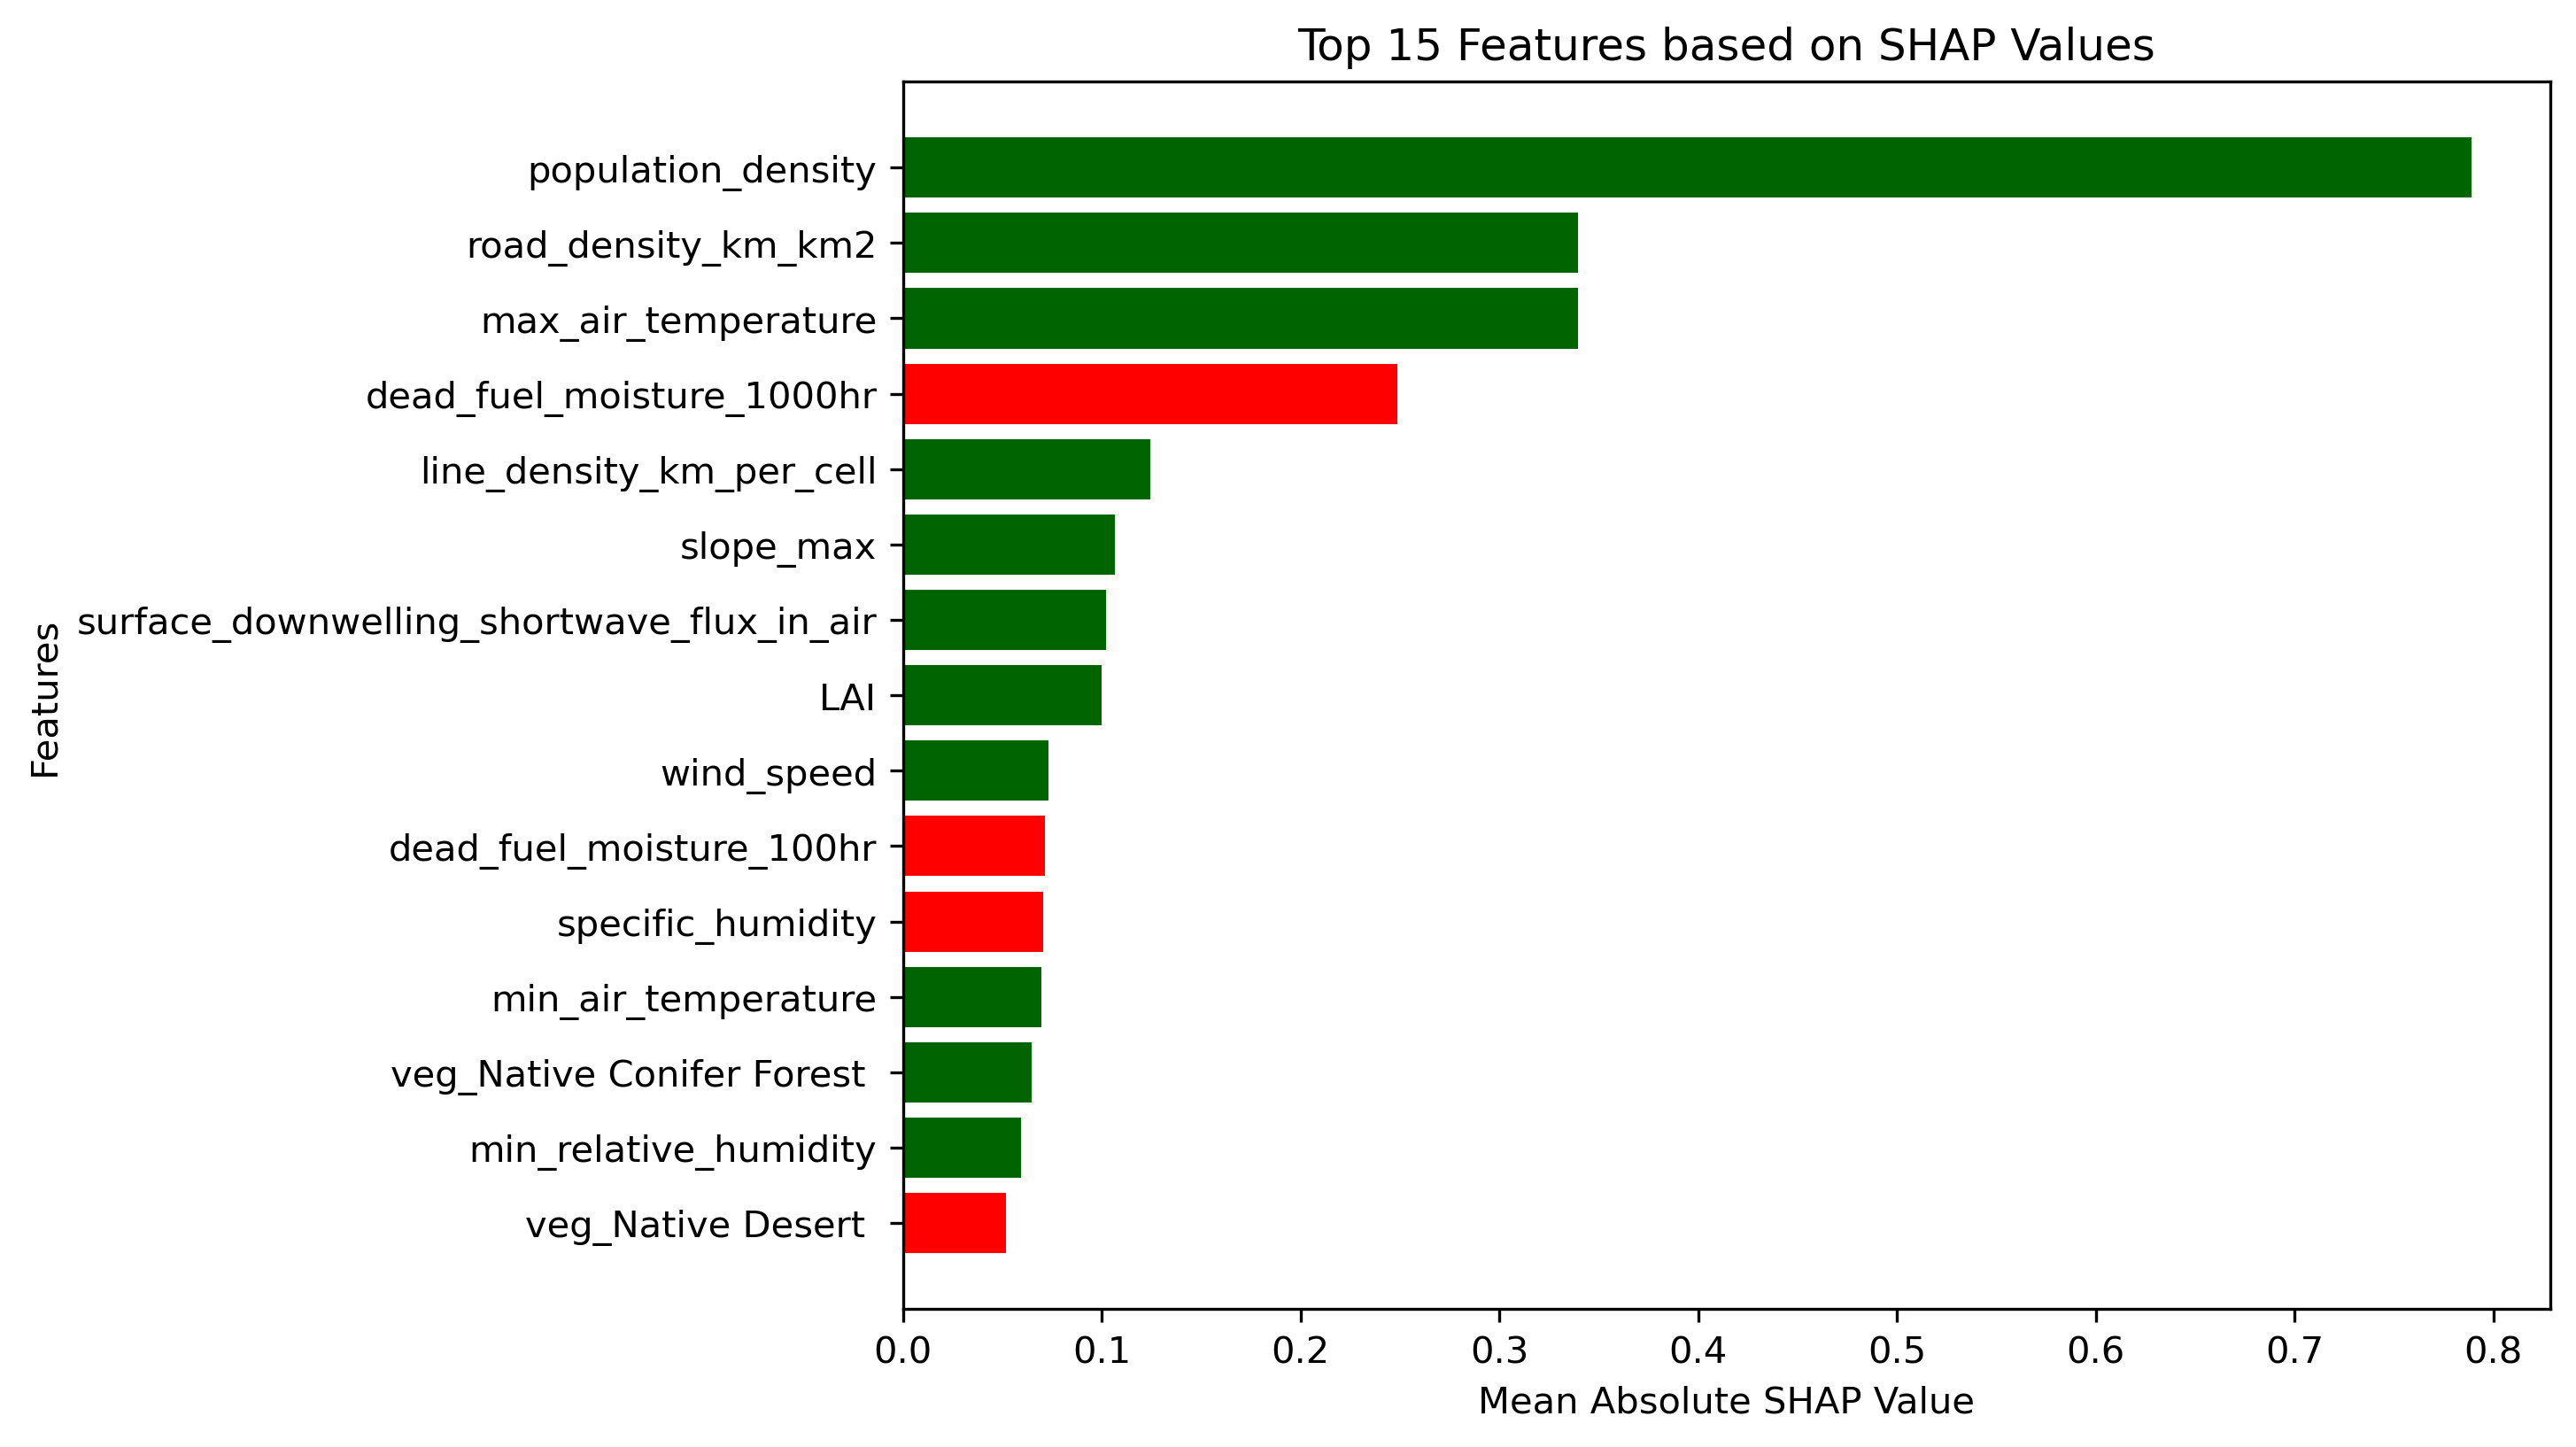 Top 15 Features based on SHAP Values
Features
population_density
road_density_km_km2
max_air_temperature
dead_fuel_moisture_1000hr
line_density_km_per_cell
slope_max
surface_downwelling_shortwave_flux_in_air
LAI
wind_speed
dead_fuel_moisture_100hr
specific_humidity
min_air_temperature
veg_Native Conifer Forest
min_relative_humidity
veg_Native Desert
0.0 0.1 0.2 0.3 0.4 0.5 0.6 0.7 0.8
Mean Absolute SHAP Value